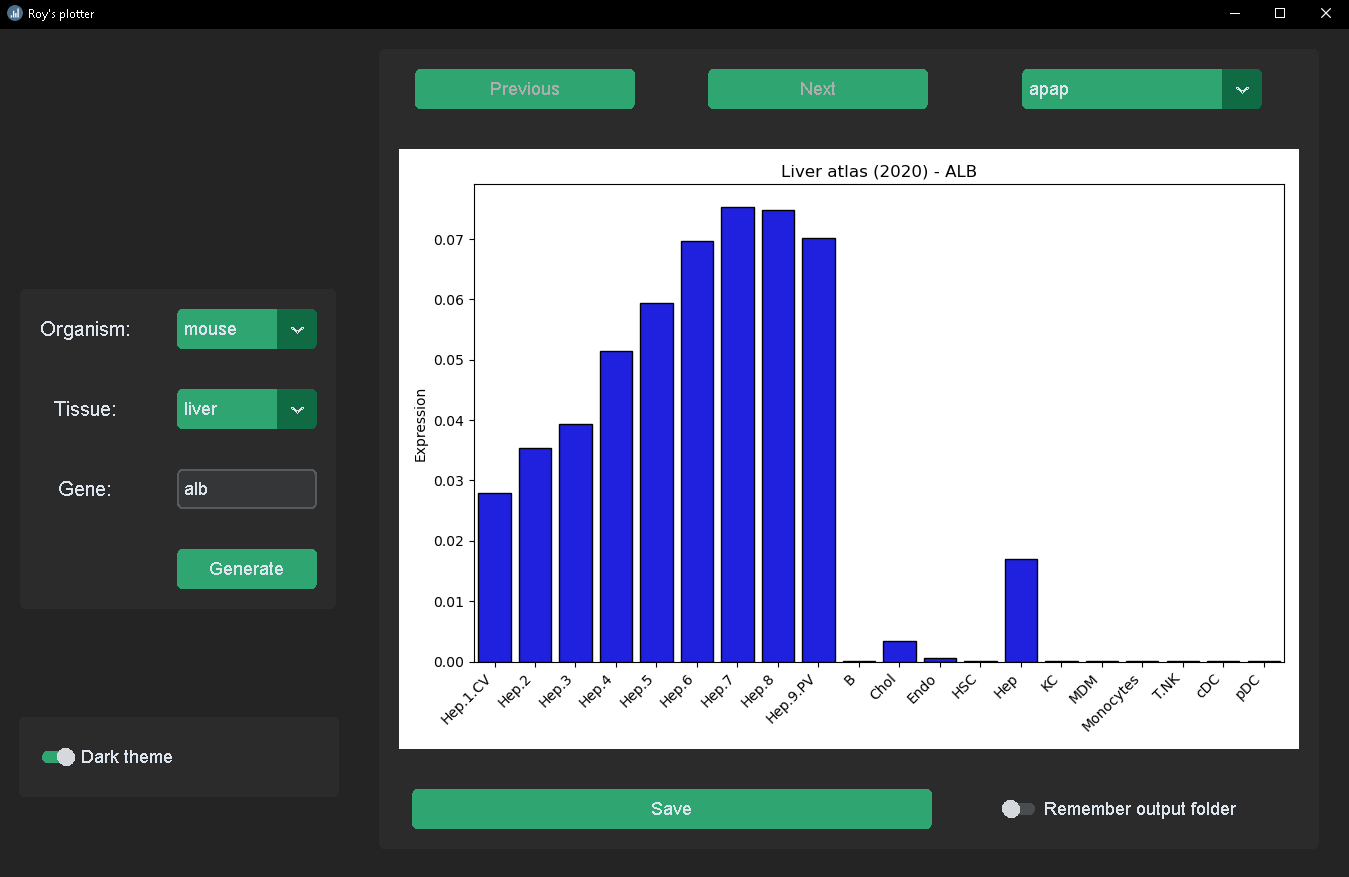 Roy's plotter
Previous
Next
apap
Liver atlas (2020) - ALB
Organism:
mouse
Tissue:
liver
Gene:
alb
Generate
Dark theme
Expression
0.07
0.06
0.05
0.04
0.03
0.02
0.01
0.00
Hep.1.CV
Hep.2
Hep.3
Hep.4
Hep.5
Hep.6
Hep.7
Hep.8
Hep.9.PV
B
Chol
Endo
HSC
Hep
KC
MDM
Monocytes
T.NK
cDC
pDC
Save
Remember output folder